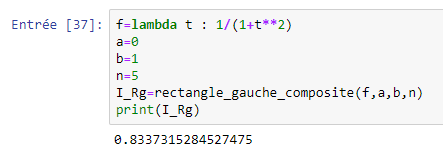 Entrée [37]: f=lambda t : 1/(1+t**2)
a=0
b=1
n=5
I_Rg=rectangle_gauche_composite(f,a,b,n)
print(I_Rg)
0.8337315284527475